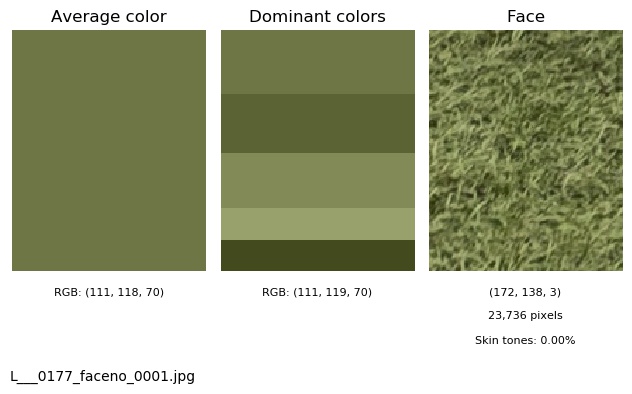 Average color
Dominant colors
Face
RGB: (111, 118, 70)
RGB: (111, 119, 70)
(172, 138, 3)
23,736 pixels
Skin tones: 0.00%
L___0177_faceno_0001.jpg